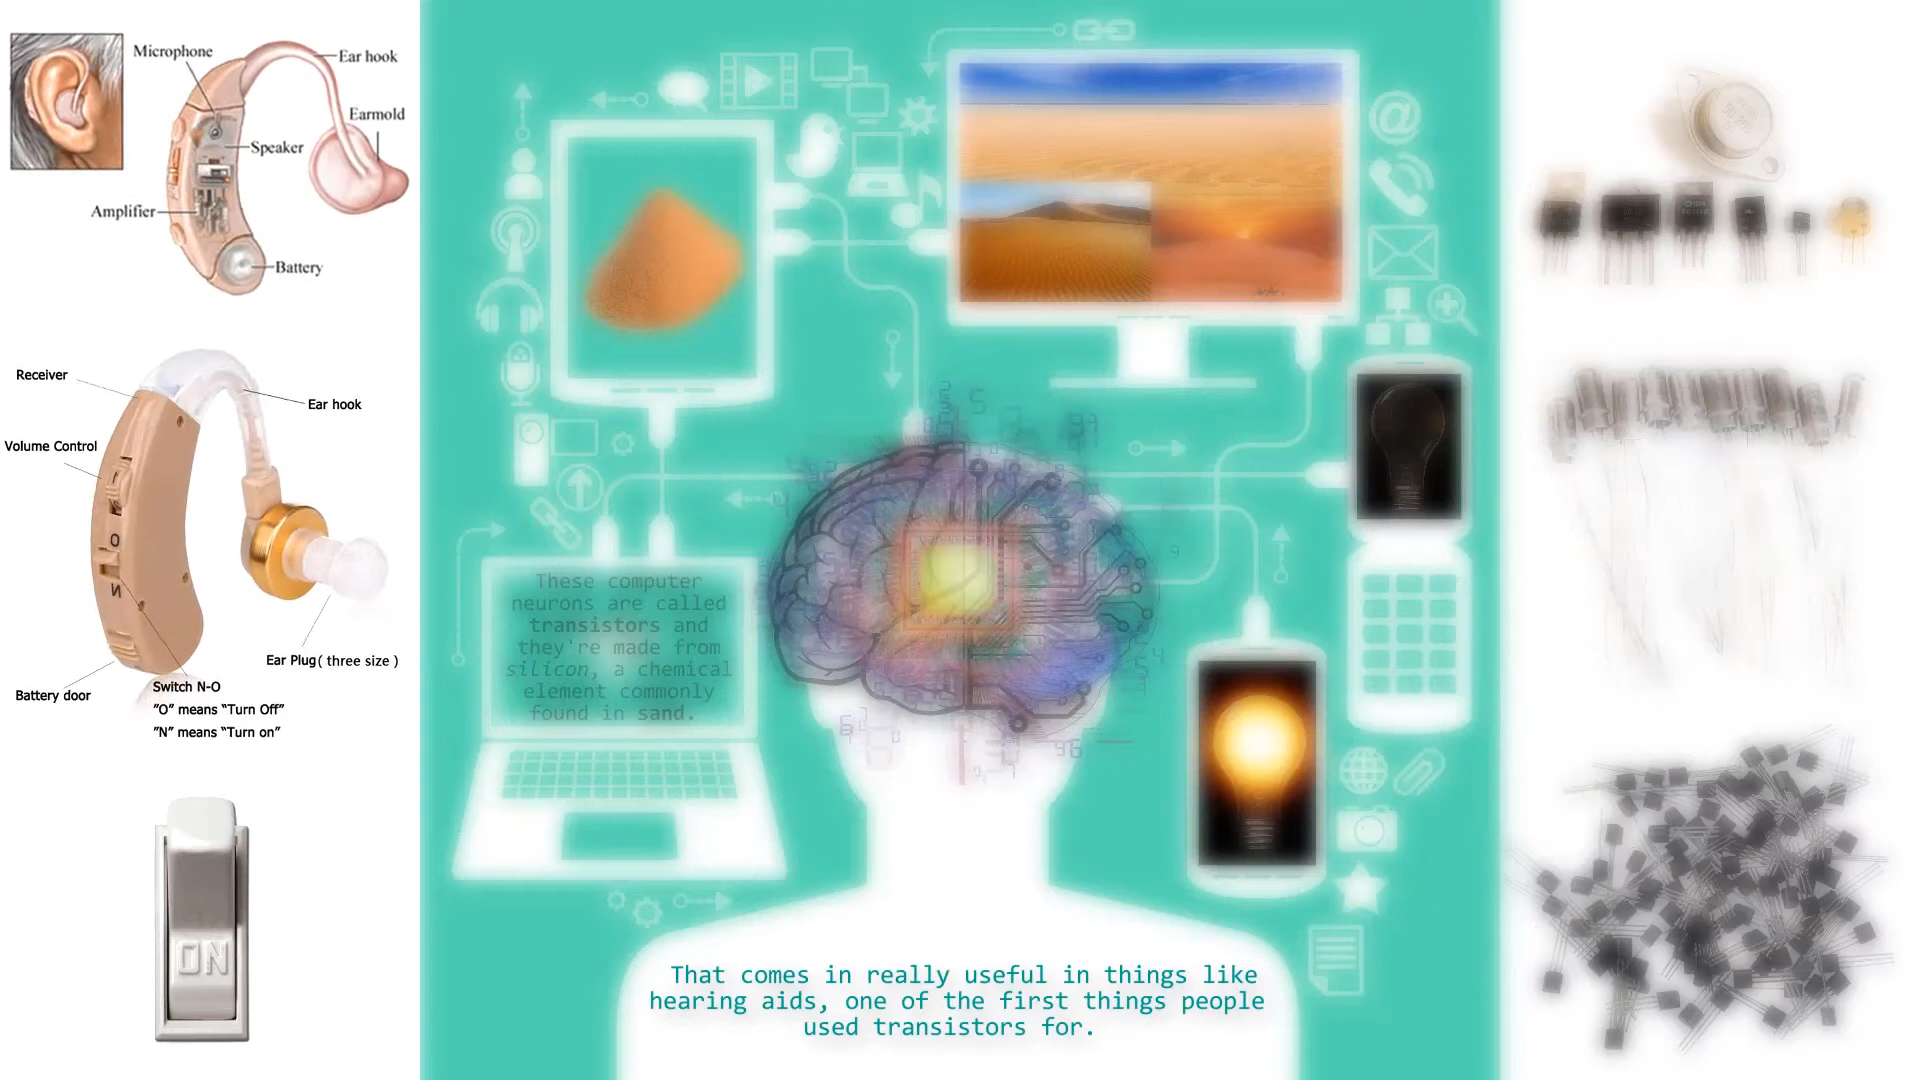 Microphone
Ear hook
Earmold
Speaker
Amplifier
Battery
Receiver
Ear hook
Volume Control
O
N
Ear Plug( three size )
Battery door
Switch N-O
"O" means "Turn Off"
"N" means "Turn on"
ON
These computer
neurons are called
transistors and
they're made from
silicon, a chemical
element commonly
found in sand.
That comes in really useful in things like
hearing aids, one of the first things people
used transistors for.